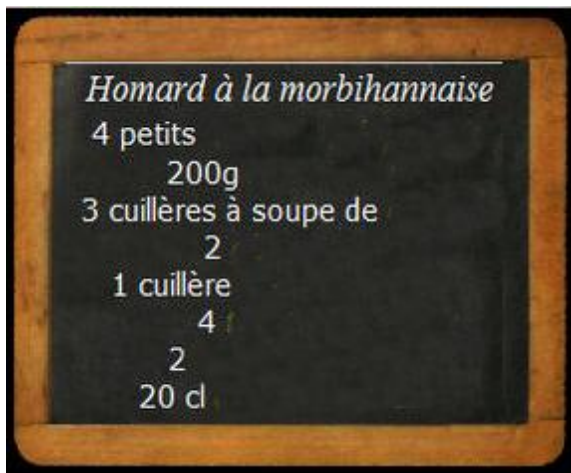 Homard à la morbihannaise
4 petits
200g
3 cuillères à soupe de
2
1 cuillère
4
2
20 cl